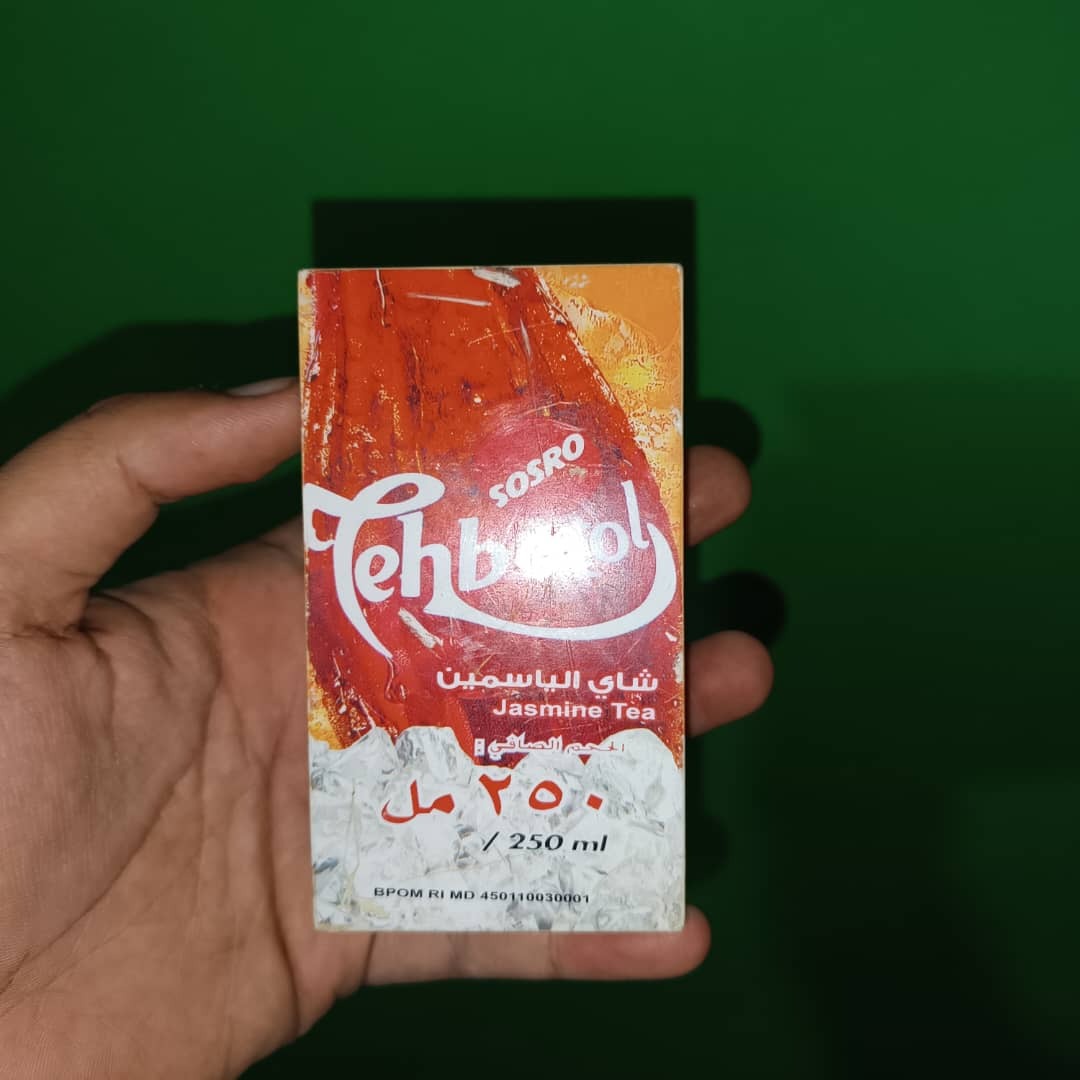 SOSRO
Tehbotol
شاي الياسمين
Jasmine Tea
الحجم الصافي:
٢٥٠ مل
/ 250 ml
BPOM RI MD 450110030001